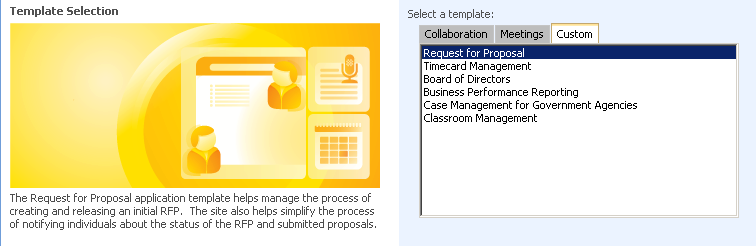 Template Selection
The Request for Proposal application template helps manage the process of
creating and releasing an initial RFP. The site also helps simplify the process
of notifying individuals about the status of the RFP and submitted proposals.
Select a template:
Collaboration Meetings Custom
Request for Proposal
Timecard Management
Board of Directors
Business Performance Reporting
Case Management for Government Agencies
Classroom Management